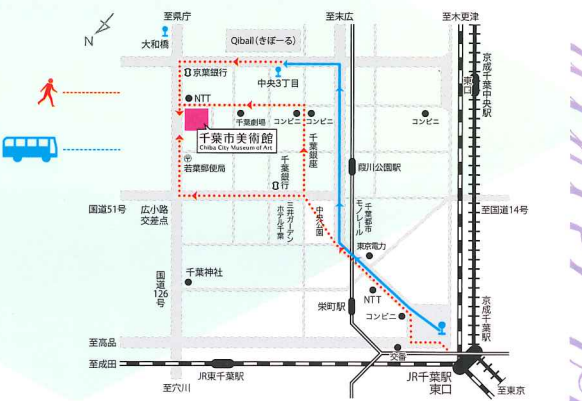 至県庁
至末広
至木更津
N
大和橋
Qiball（きぼーる）
京葉銀行
中央3丁目
京成千葉中央駅
東口
NTT
千葉劇場
コンビニ
コンビニ
コンビニ
千葉市美術館
Chiba City Museum of Art
千葉銀座
若葉郵便局
千葉銀行
葭川公園駅
国道51号
広小路
交差点
三井ガーデン
ホテル千葉
中央公園
千葉都市
モノレール
至国道14号
東京電力
千葉神社
国道126号
栄町駅
NTT
コンビニ
京成千葉駅
至高品
交番
至成田
JR東千葉駅
JR千葉駅
東口
至穴川
至東京